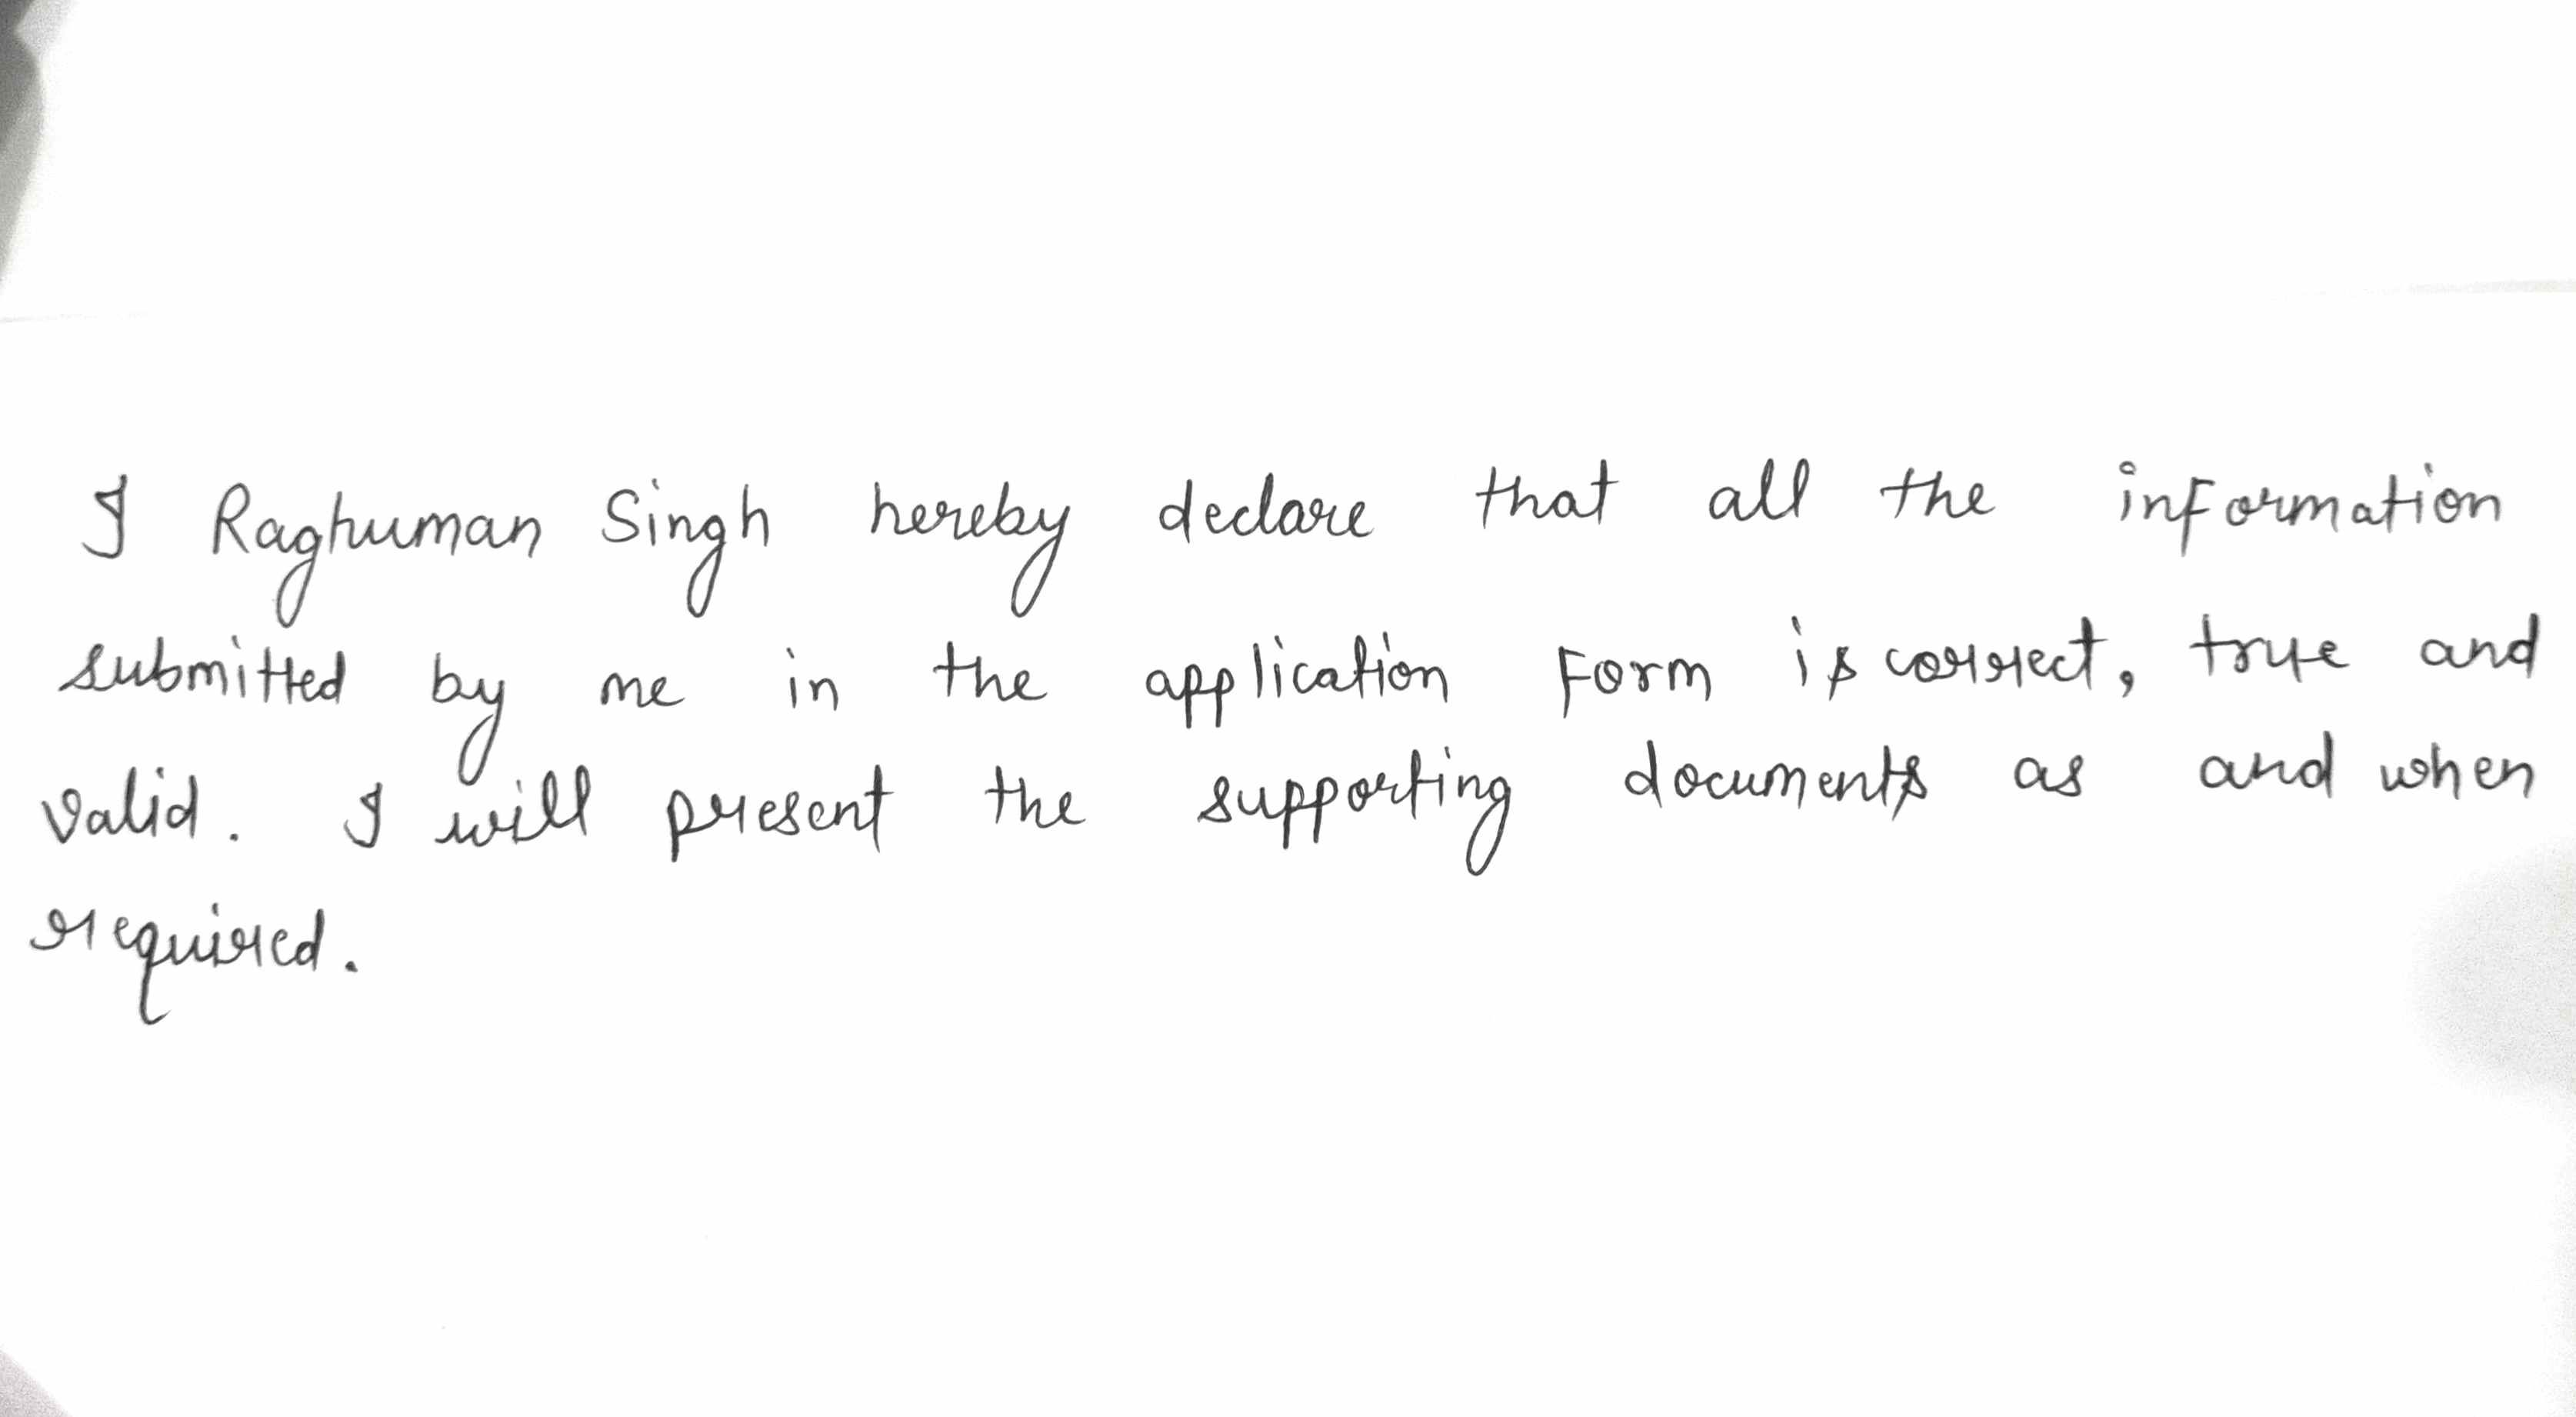 I Raghuman Singh hereby declare that all the information
submitted by me in the application Form is correct, true and
valid. I will present the supporting documents as and when
required.